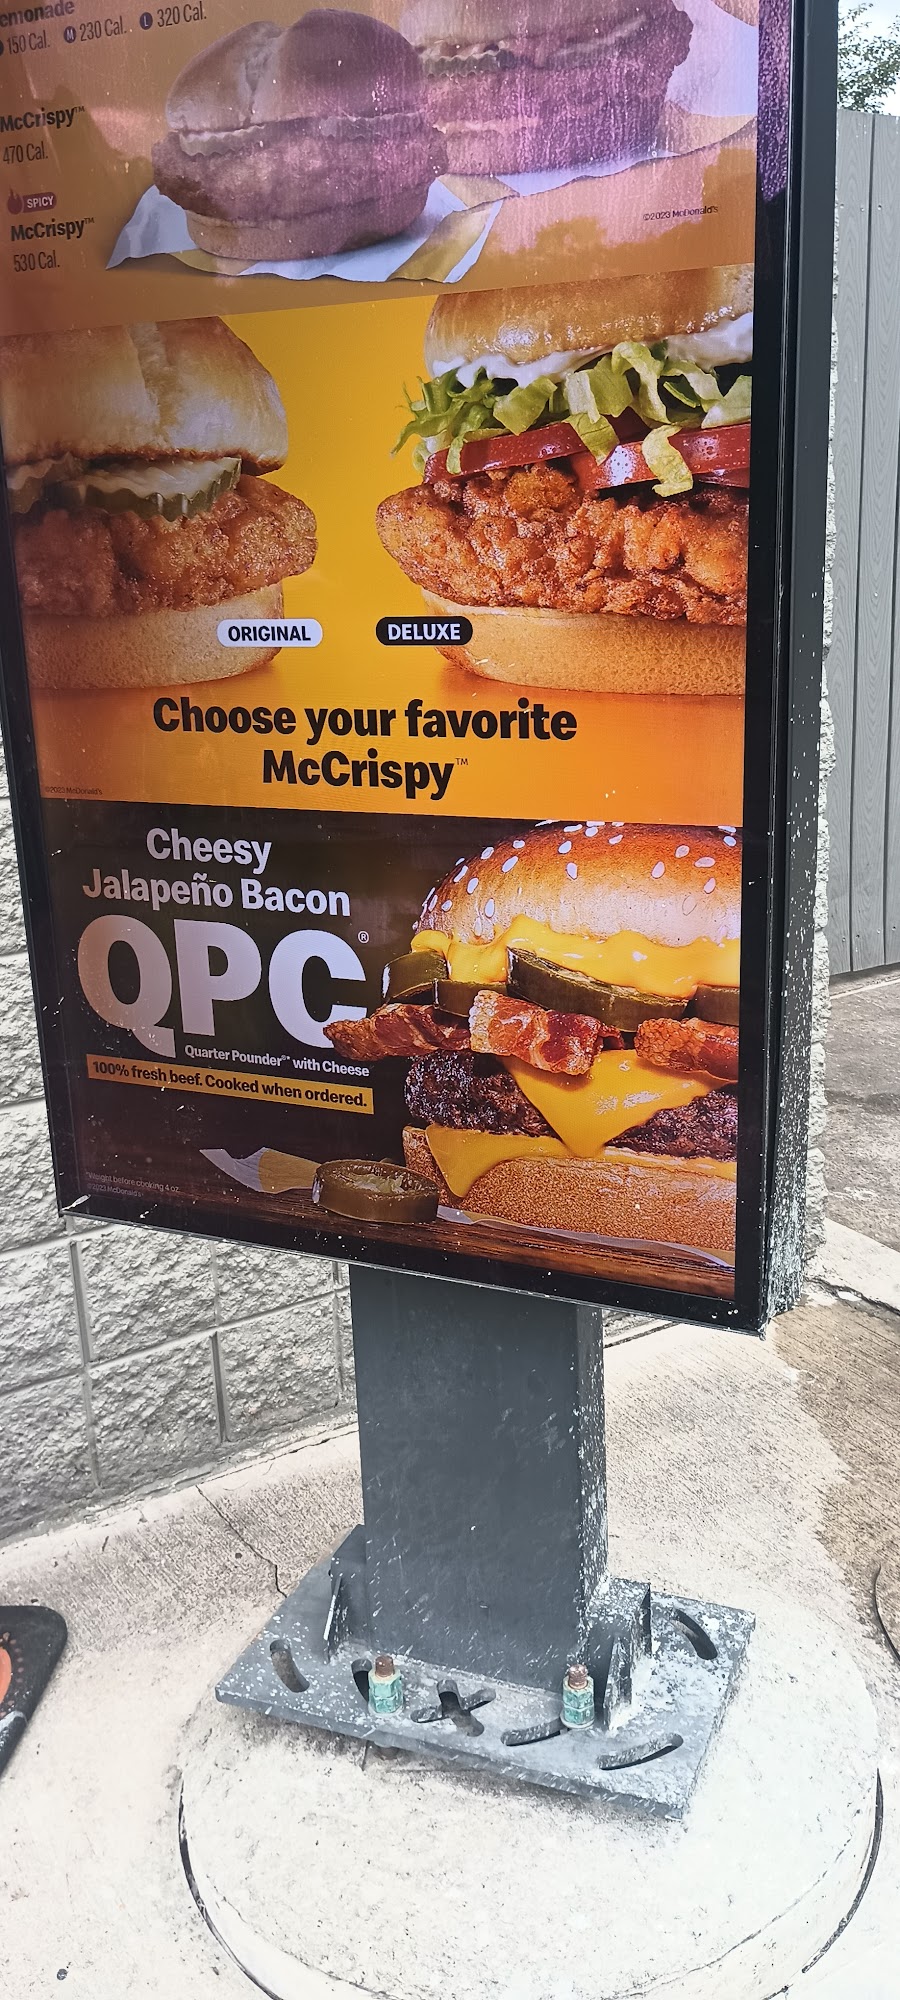 emonade
150 Cal. M 230 Cal. L 320 Cal.
McCrispy™
470 Cal.
SPICY
McCrispy™
530 Cal.
©2023 McDonald's
ORIGINAL DELUXE
Choose your favorite
McCrispy™
©2023 McDonald's
Cheesy
Jalapeño Bacon
QPC®
Quarter Pounder®* with Cheese
100% fresh beef. Cooked when ordered.
*Weight before cooking 4 oz.
©2023 McDonald's